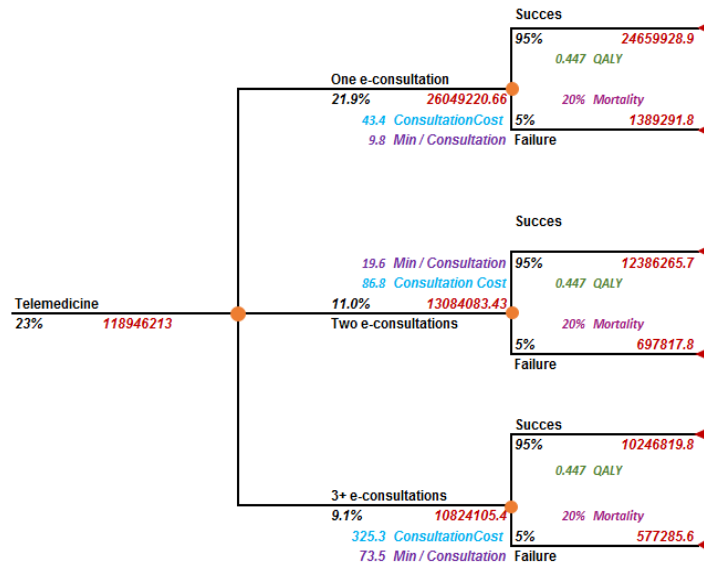 Succes
95% 24659928.9
0.447 QALY
One e-consultation
21.9% 26049220.66
20% Mortality
43.4 ConsultationCost
5% 1389291.8
9.8 Min / Consultation
Failure
Succes
19.6 Min / Consultation
95% 12386265.7
86.8 Consultation Cost
0.447 QALY
Telemedicine
11.0% 13084083.43
23% 118946213
Two e-consultations
20% Mortality
5% 697817.8
Failure
Succes
95% 10246819.8
0.447 QALY
3+ e-consultations
9.1% 10824105.4
20% Mortality
325.3 ConsultationCost
5% 577285.6
73.5 Min / Consultation
Failure